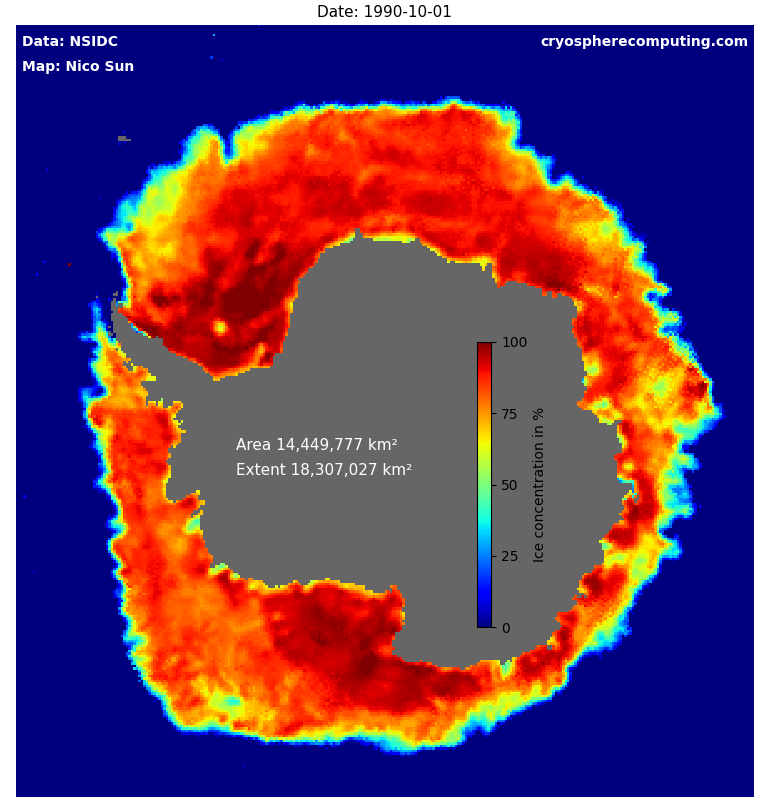 Date: 1990-10-01
Data: NSIDC
cryospherecomputing.com
Map: Nico Sun
100
75
50
25
0
Ice concentration in %
Area 14,449,777 km²
Extent 18,307,027 km²